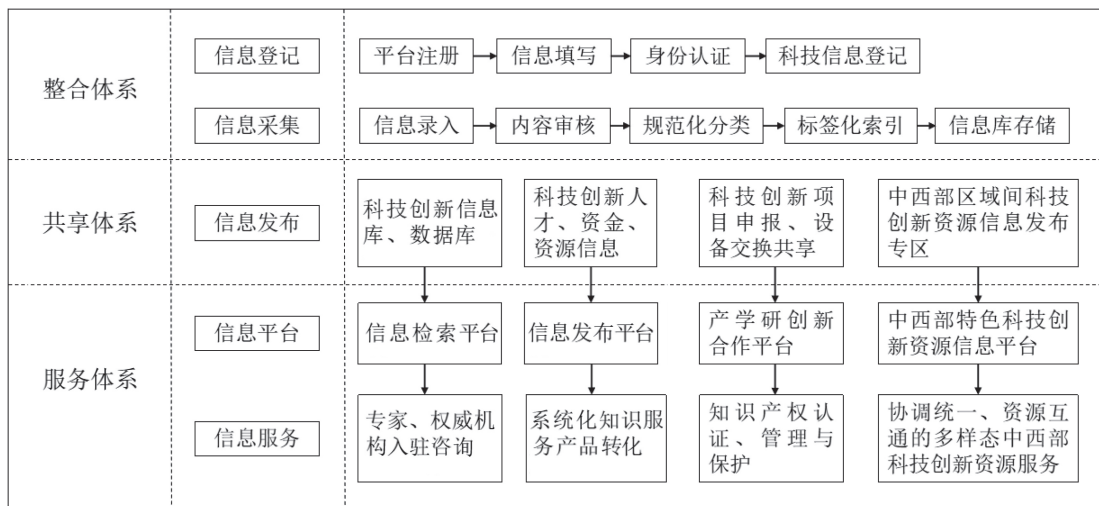 整合体系
信息登记
平台注册
信息填写
身份认证
科技信息登记
信息采集
信息录入
内容审核
规范化分类
标签化索引
信息库存储
共享体系
信息发布
科技创新信息
库、数据库
科技创新人
才、资金、
资源信息
科技创新项
目申报、设
备交换共享
中西部区域间科技
创新资源信息发布
专区
服务体系
信息平台
信息检索平台
信息发布平台
产学研创新
合作平台
中西部特色科技创
新资源信息平台
信息服务
专家、权威机
构入驻咨询
系统化知识服
务产品转化
知识产权认
证、管理与
保护
协调统一、资源互
通的多样态中西部
科技创新资源服务